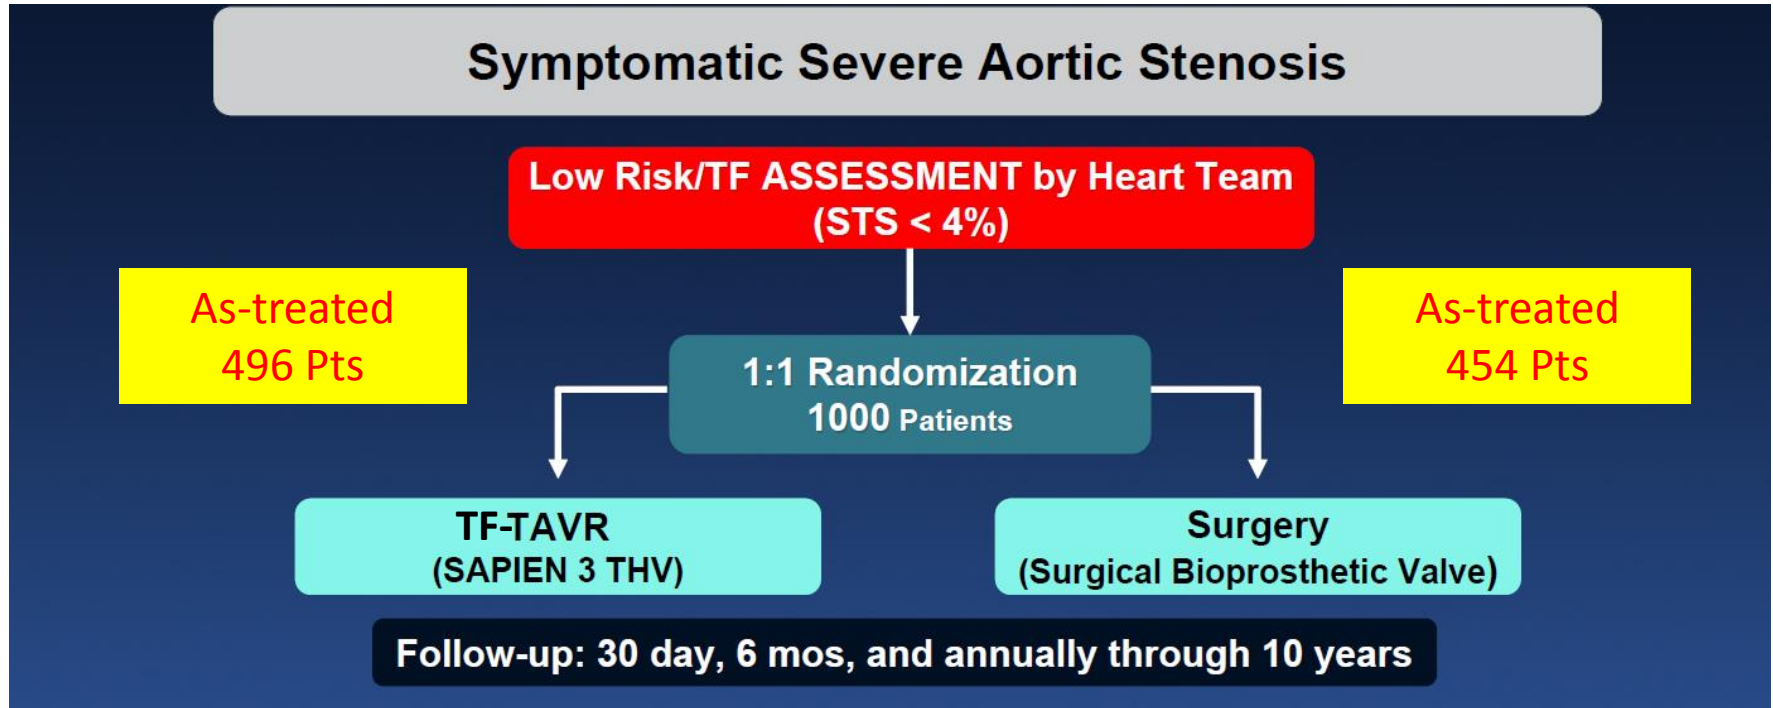 Symptomatic Severe Aortic Stenosis
Low Risk/TF ASSESSMENT by Heart Team
(STS < 4%)
As-treated
496 Pts
As-treated
454 Pts
1:1 Randomization
1000 Patients
TF-TAVR
(SAPIEN 3 THV)
Surgery
(Surgical Bioprosthetic Valve)
Follow-up: 30 day, 6 mos, and annually through 10 years